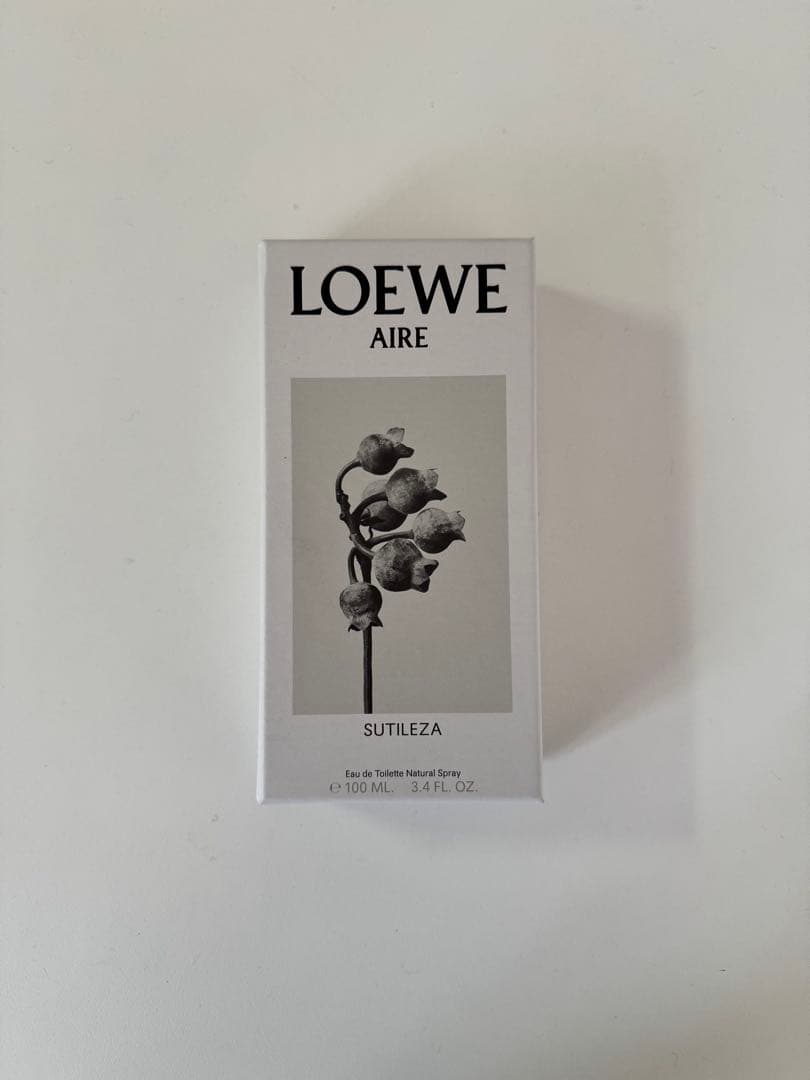 LOEWE
AIRE
SUTILEZA
Eau de Toilette Natural Spray
℮ 100 ML. 3.4 FL. OZ.